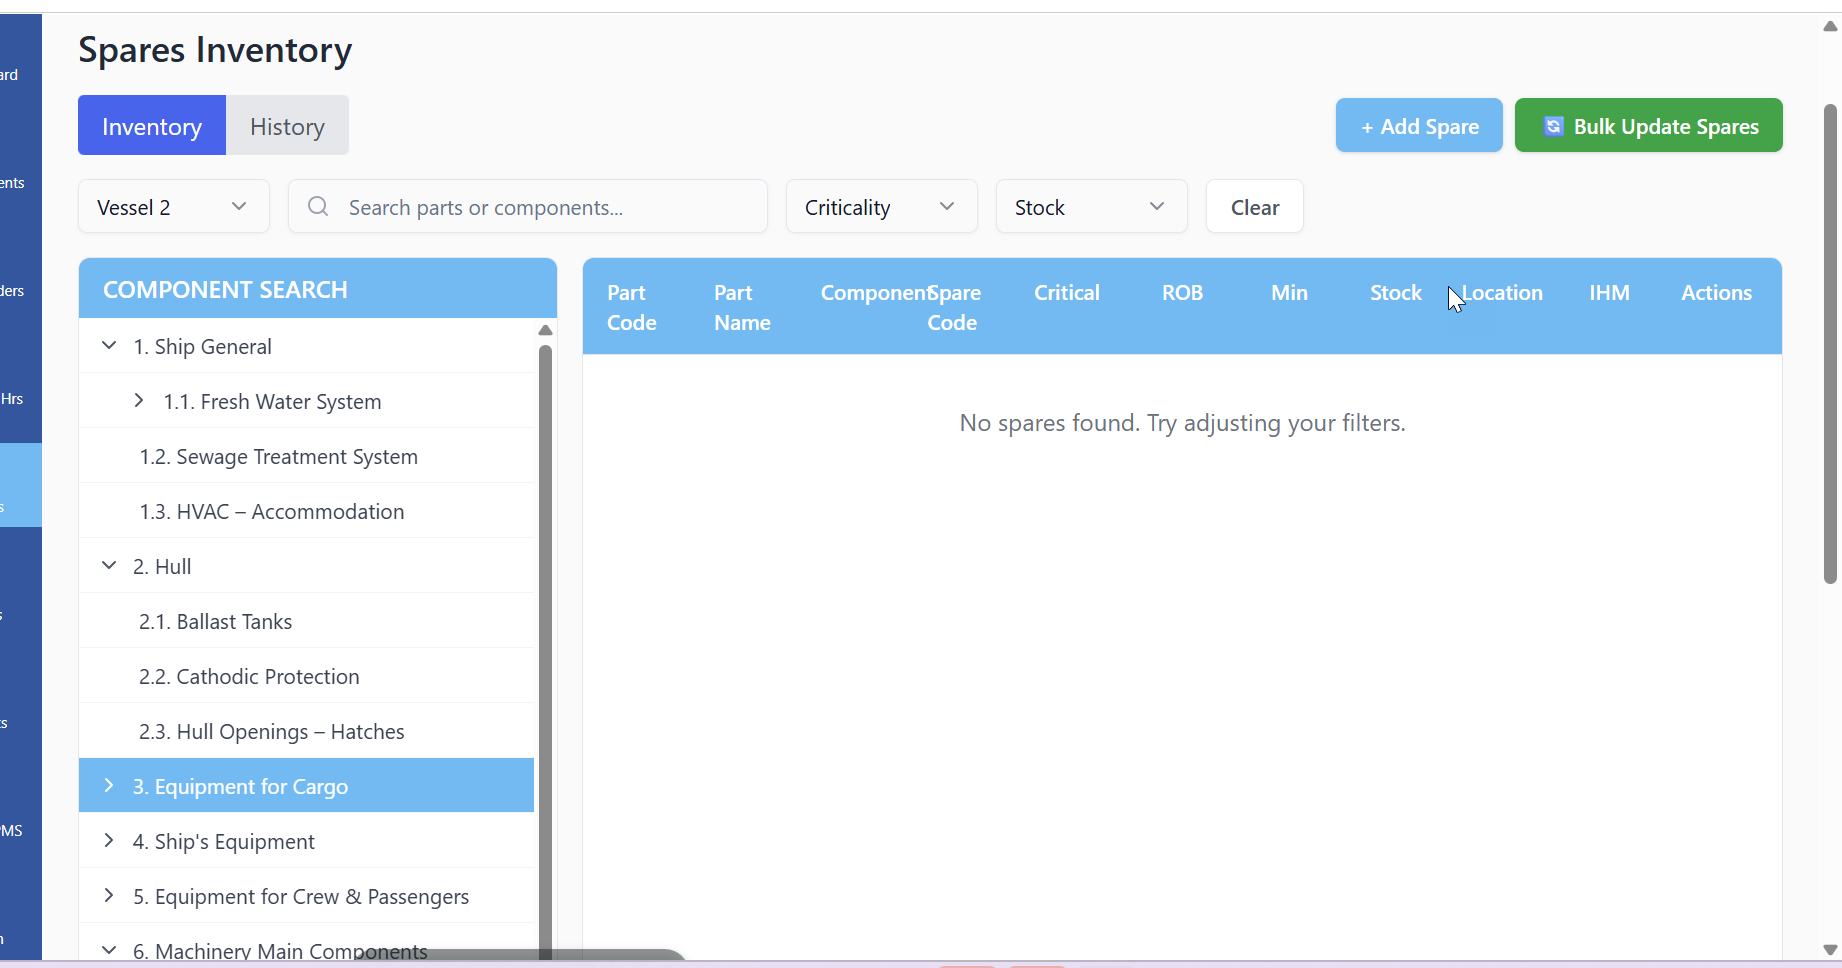 Spares Inventory
ard
Inventory
History
+ Add Spare
Bulk Update Spares
ents
Vessel 2
Search parts or components...
Criticality
Stock
Clear
ders
COMPONENT SEARCH
Part Code
Part Name
Component
Spare Code
Critical
ROB
Min
Stock
Location
IHM
Actions
1. Ship General
1.1. Fresh Water System
Hrs
No spares found. Try adjusting your filters.
1.2. Sewage Treatment System
s
1.3. HVAC – Accommodation
2. Hull
2.1. Ballast Tanks
s
2.2. Cathodic Protection
2.3. Hull Openings – Hatches
ts
3. Equipment for Cargo
4. Ship's Equipment
MS
5. Equipment for Crew & Passengers
6. Machinery Main Components
n